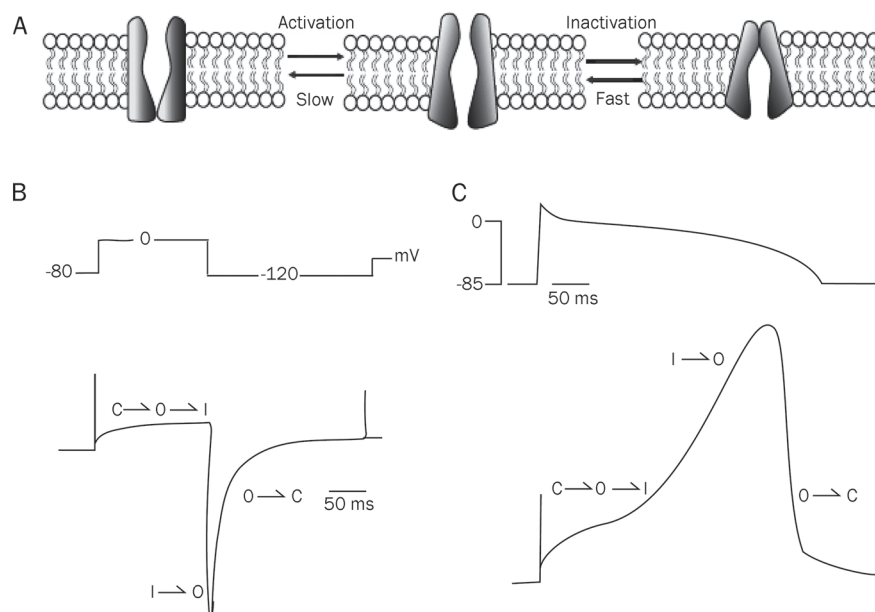 A
Activation
Slow
Inactivation
Fast
B
-80
0
-120
mV
C → O → I
I → O
O → C
50 ms
C
0
-85
50 ms
I → O
C → O → I
O → C